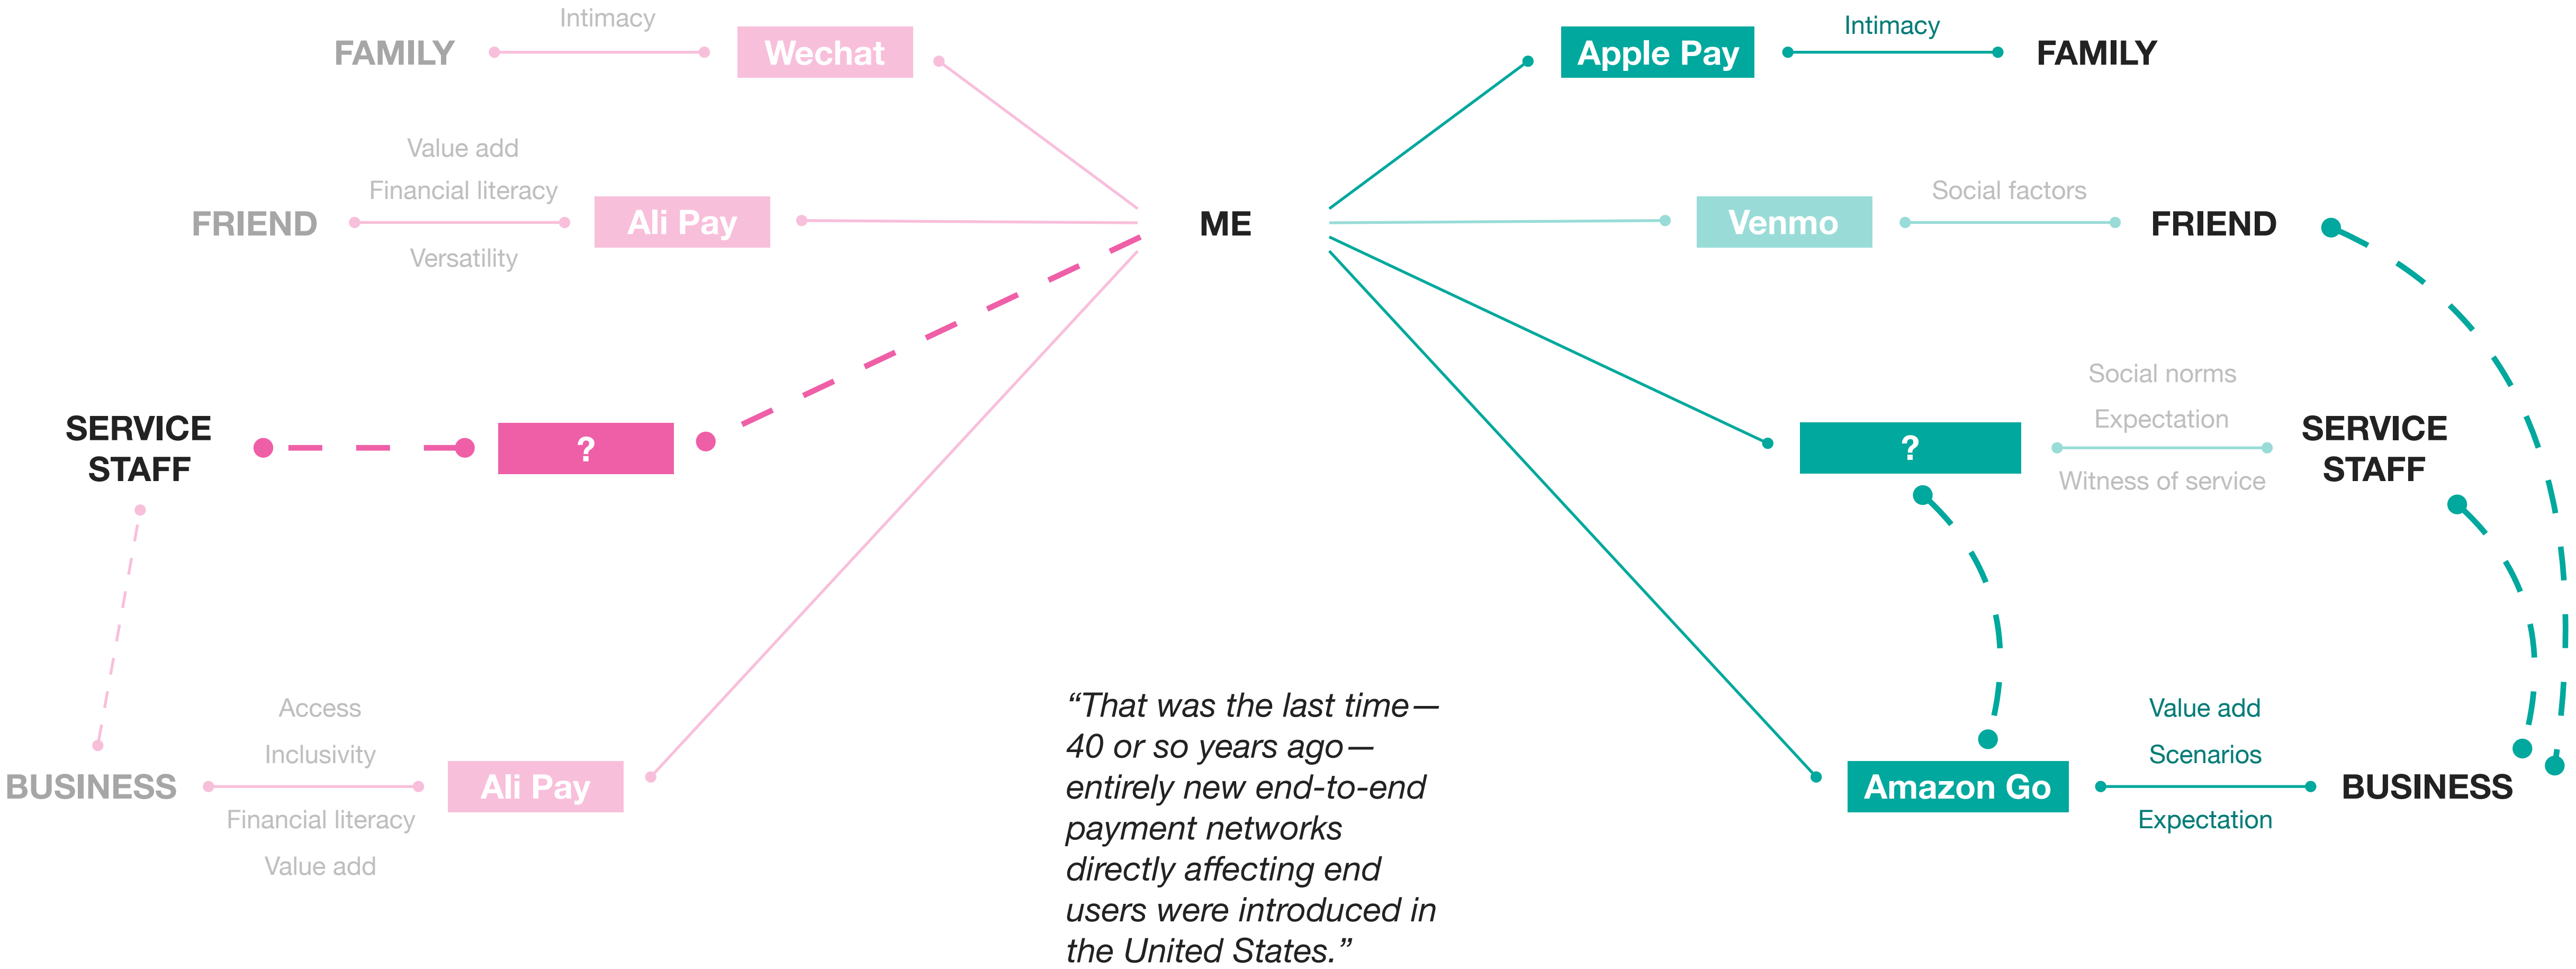 Intimacy
FAMILY
Wechat
Value add
Financial literacy
FRIEND
Ali Pay
Versatility
SERVICE
STAFF
?
Access
Inclusivity
BUSINESS
Ali Pay
Financial literacy
Value add
ME
“That was the last time—
40 or so years ago—
entirely new end-to-end
payment networks
directly affecting end
users were introduced in
the United States.”
Intimacy
Apple Pay
FAMILY
Social factors
Venmo
FRIEND
Social norms
Expectation
?
SERVICE
STAFF
Witness of service
Value add
Scenarios
Amazon Go
BUSINESS
Expectation